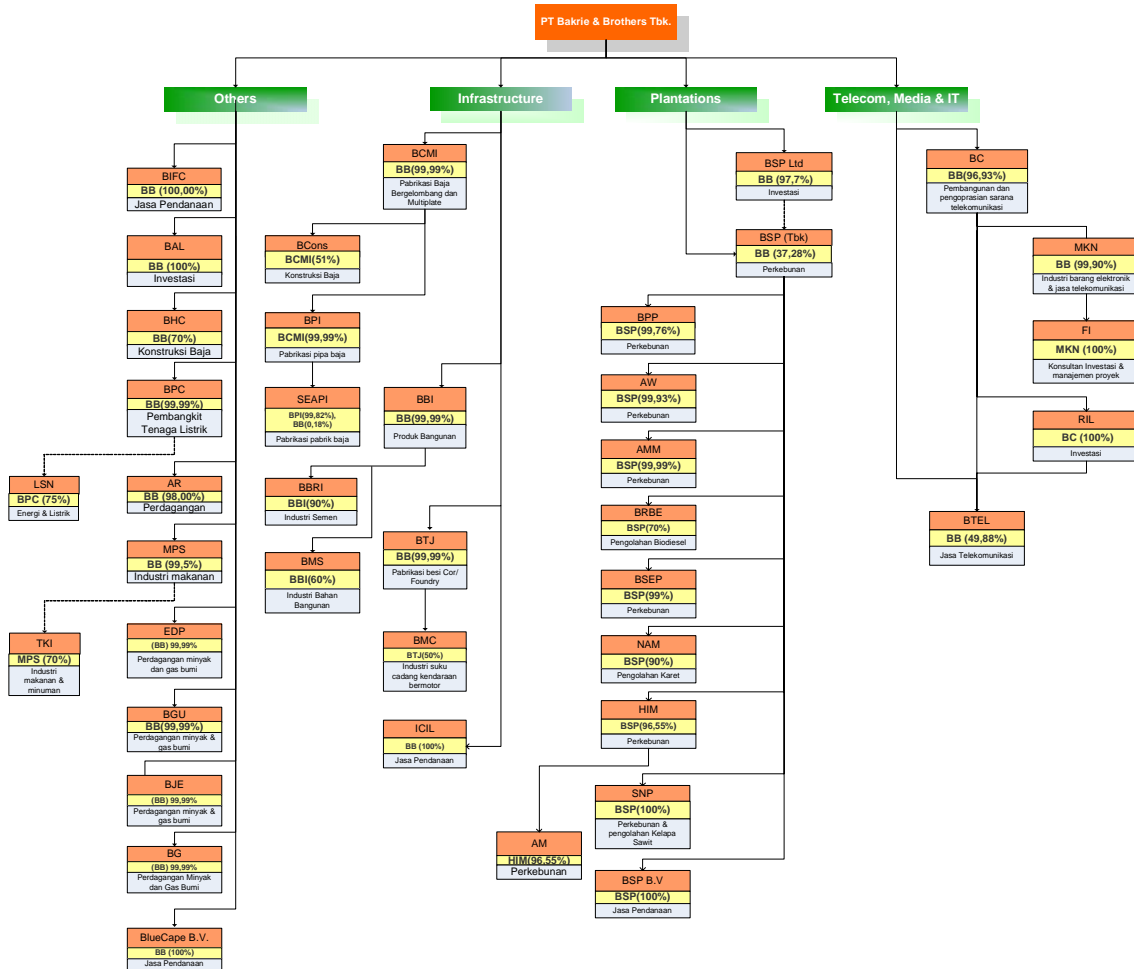 PT Bakrie & Brothers Tbk.
Others
Infrastructure
Plantations
Telecom, Media & IT
BIFC
BB (100,00%)
Jasa Pendanaan
BAL
BB (100%)
Investasi
BHC
BB(70%)
Konstruksi Baja
BPC
BB(99,99%)
Pembangkit
Tenaga Listrik
LSN
BPC (75%)
Energi & Listrik
AR
BB (98,00%)
Perdagangan
MPS
BB (99,5%)
Industri makanan
TKI
MPS (70%)
Industri
makanan &
minuman
EDP
(BB) 99,99%
Perdagangan minyak
dan gas bumi
BGU
BB(99,99%)
Perdagangan minyak &
gas bumi
BJE
(BB) 99,99%
Perdagangan minyak &
gas bumi
BG
(BB) 99,99%
Perdagangan Minyak
dan Gas Bumi
BlueCape B.V.
BB (100%)
Jasa Pendanaan
BCMI
BB(99,99%)
Pabrikasi Baja
Bergelombang dan
Multiplate
BCons
BCMI(51%)
Konstruksi Baja
BPI
BCMI(99,99%)
Pabrikasi pipa baja
SEAPI
BPI(99,82%),
BB(0,18%)
Pabrikasi pabrik baja
BBI
BB(99,99%)
Produk Bangunan
BBRI
BBI(90%)
Industri Semen
BMS
BBI(60%)
Industri Bahan
Bangunan
BTJ
BB(99,99%)
Pabrikasi besi Cor/
Foundry
BMC
BTJ(50%)
Industri suku
cadang kendaraan
bermotor
ICIL
BB (100%)
Jasa Pendanaan
BSP Ltd
BB (97,7%)
Investasi
BSP (Tbk)
BB (37,28%)
Perkebunan
BPP
BSP(99,76%)
Perkebunan
AW
BSP(99,93%)
Perkebunan
AMM
BSP(99,99%)
Perkebunan
BRBE
BSP(70%)
Pengolahan Biodiesel
BSEP
BSP(99%)
Perkebunan
NAM
BSP(90%)
Pengolahan Karet
HIM
BSP(96,55%)
Perkebunan
AM
HIM(96,55%)
Perkebunan
SNP
BSP(100%)
Perkebunan &
pengolahan Kelapa
Sawit
BSP B.V
BSP(100%)
Jasa Pendanaan
BC
BB(96,93%)
Pembangunan dan
pengoprasian sarana
telekomunikasi
MKN
BB (99,90%)
Industri barang elektronik
& jasa telekomunikasi
FI
MKN (100%)
Konsultan Investasi &
manajemen proyek
RIL
BC (100%)
Investasi
BTEL
BB (49,88%)
Jasa Telekomunikasi